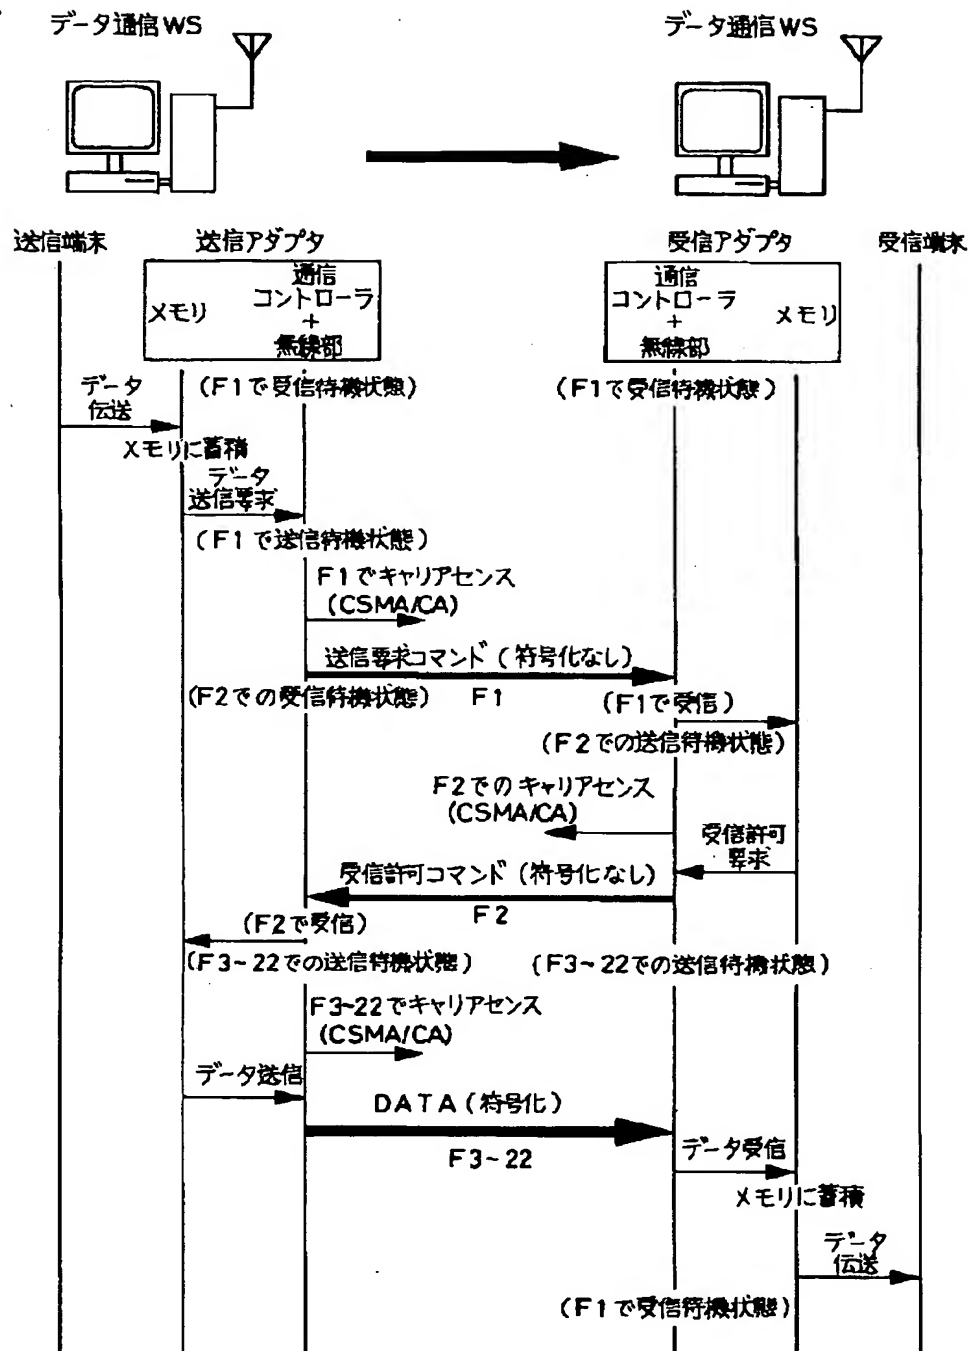 データ通信WS
データ通信WS
送信端末
送信アダプタ
受信アダプタ
受信端末
メモリ
通信
コントローラ
+
無線部
通信
コントローラ
+
無線部
メモリ
データ
伝送
(F1で受信待機状態)
(F1で受信待機状態)
メモリに蓄積
データ
送信要求
(F1で送信待機状態)
F1でキャリアセンス
(CSMA/CA)
送信要求コマンド(符号化なし)
(F2での受信待機状態)
F1
(F1で受信)
(F2での送信待機状態)
F2でのキャリアセンス
(CSMA/CA)
受信許可
要求
受信許可コマンド(符号化なし)
F2
(F2で受信)
(F3~22での送信待機状態)
(F3~22での送信待機状態)
F3~22でキャリアセンス
(CSMA/CA)
データ送信
DATA(符号化)
F3~22
データ受信
メモリに蓄積
データ
伝送
(F1で受信待機状態)